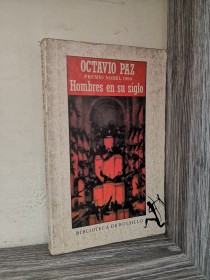 OCTAVIO PAZ
PREMIO NOBEL 1990
Hombres en su siglo
BIBLIOTECA DE BOLSILLO